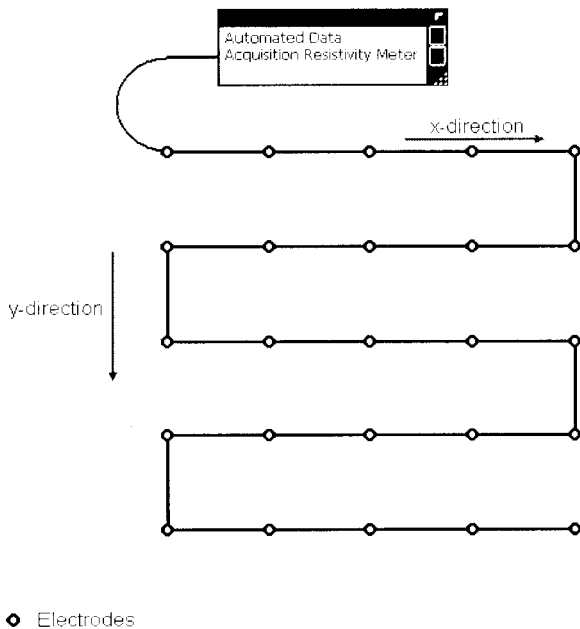 Automated Data
Acquisition Resistivity Meter
x-direction
y-direction
Electrodes